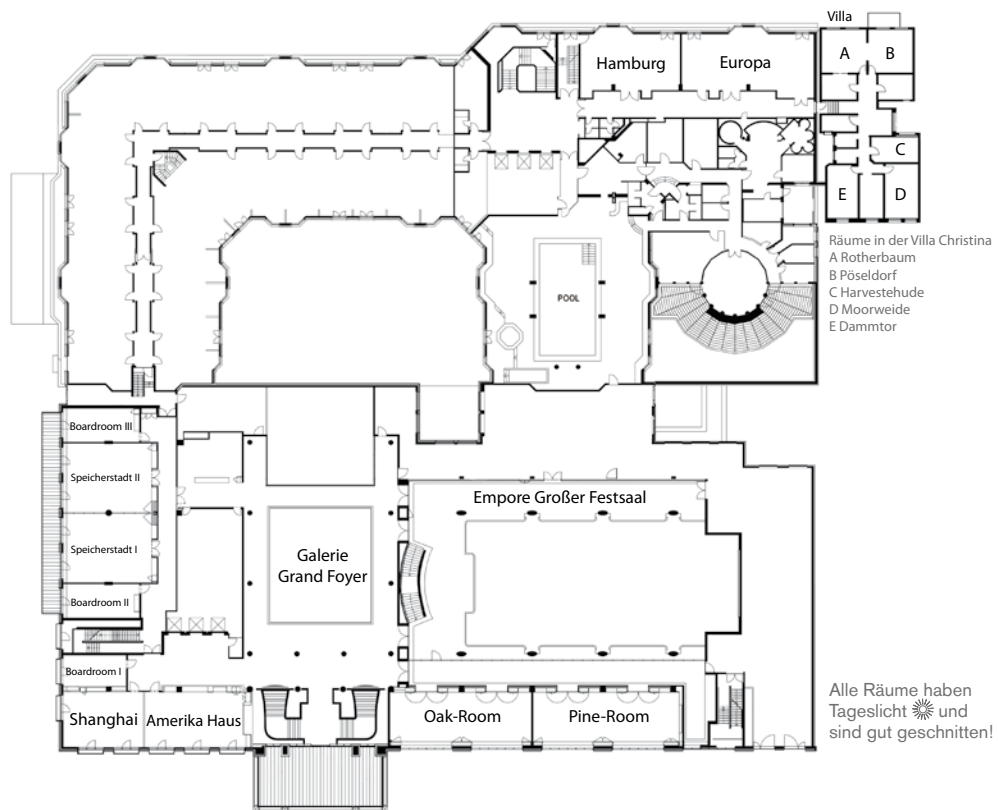 Villa
A
B
Hamburg
Europa
C
E
D
Räume in der Villa Christina
A Rotherbaum
B Pöseldorf
C Harvestehude
D Moorweide
E Dammtor
POOL
Boardroom III
Speicherstadt II
Speicherstadt I
Boardroom II
Boardroom I
Shanghai
Amerika Haus
Galerie
Grand Foyer
Empore Großer Festsaal
Oak-Room
Pine-Room
Alle Räume haben
Tageslicht und
sind gut geschnitten!